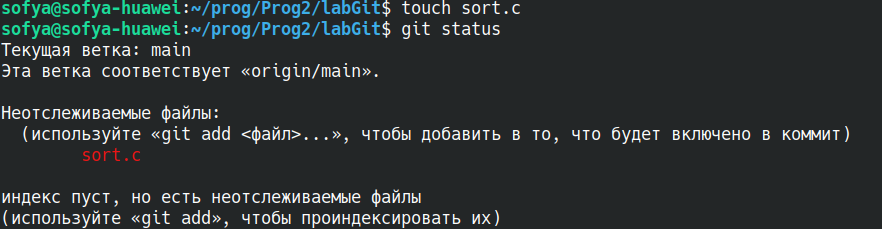 sofya@sofya-huawei:~/prog/Prog2/labGit$ touch sort.c
sofya@sofya-huawei:~/prog/Prog2/labGit$ git status
Текущая ветка: main
Эта ветка соответствует «origin/main».
Неотслеживаемые файлы:
(используйте «git add <файл>...», чтобы добавить в то, что будет включено в коммит)
sort.c
индекс пуст, но есть неотслеживаемые файлы
(используйте «git add», чтобы проиндексировать их)